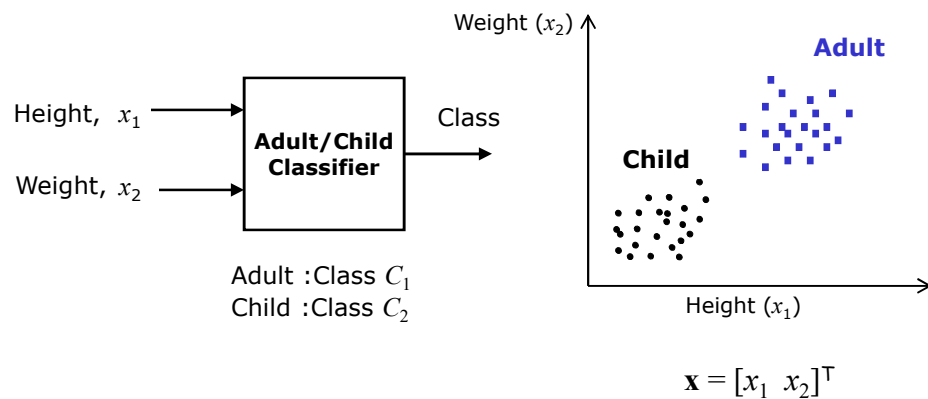 Weight (x₂)
Adult
Height, x₁
Class
Adult/Child
Classifier
Child
Weight, x₂
Adult :Class C₁
Child :Class C₂
Height (x₁)
x = [x₁ x₂]ᵀ